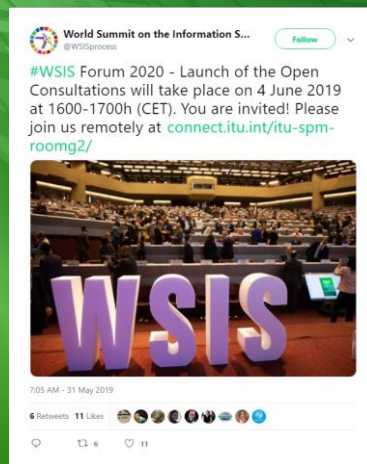 World Summit on the Information S...
@WSISprocess
Follow
#WSIS Forum 2020 - Launch of the Open
Consultations will take place on 4 June 2019
at 1600-1700h (CET). You are invited! Please
join us remotely at connect.itu.int/itu-spm-
roomg2/
WSIS
7:05 AM - 31 May 2019
6 Retweets 11 Likes
6 11